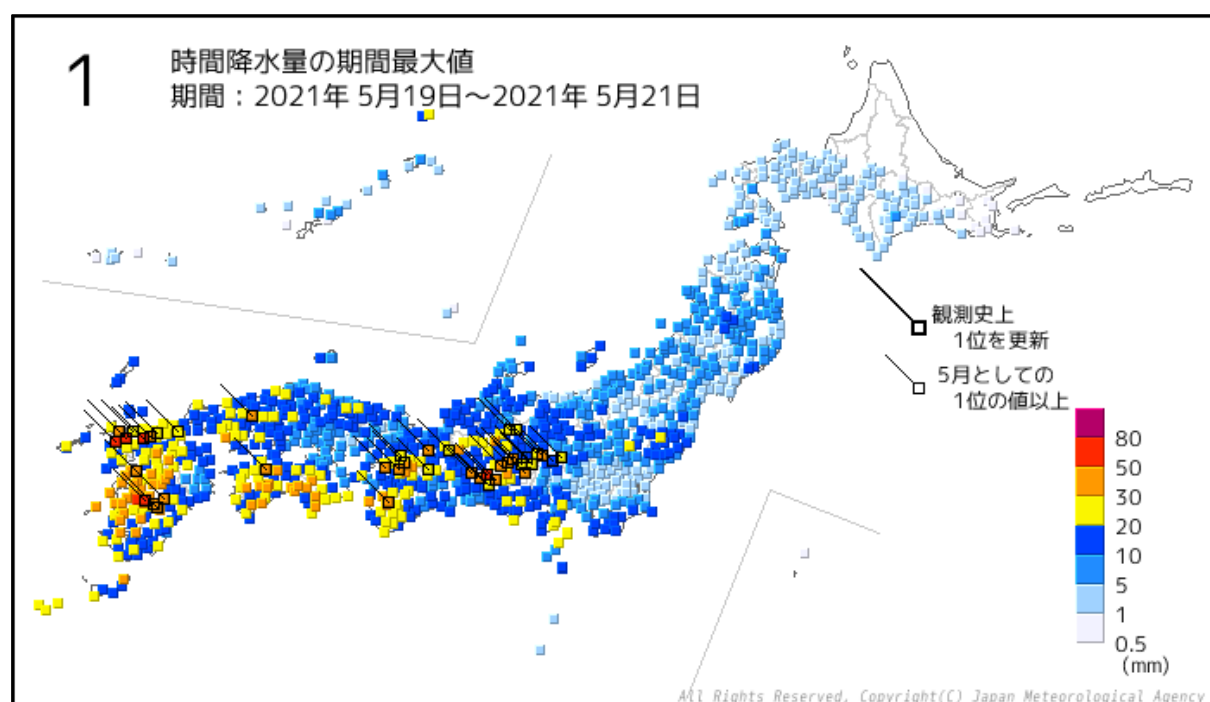 1
時間降水量の期間最大値
期間：2021年 5月19日～2021年 5月21日
観測史上
1位を更新
5月としての
1位の値以上
80
50
30
20
10
5
1
0.5
(mm)
All Rights Reserved. Copyright(C) Japan Meteorological Agency